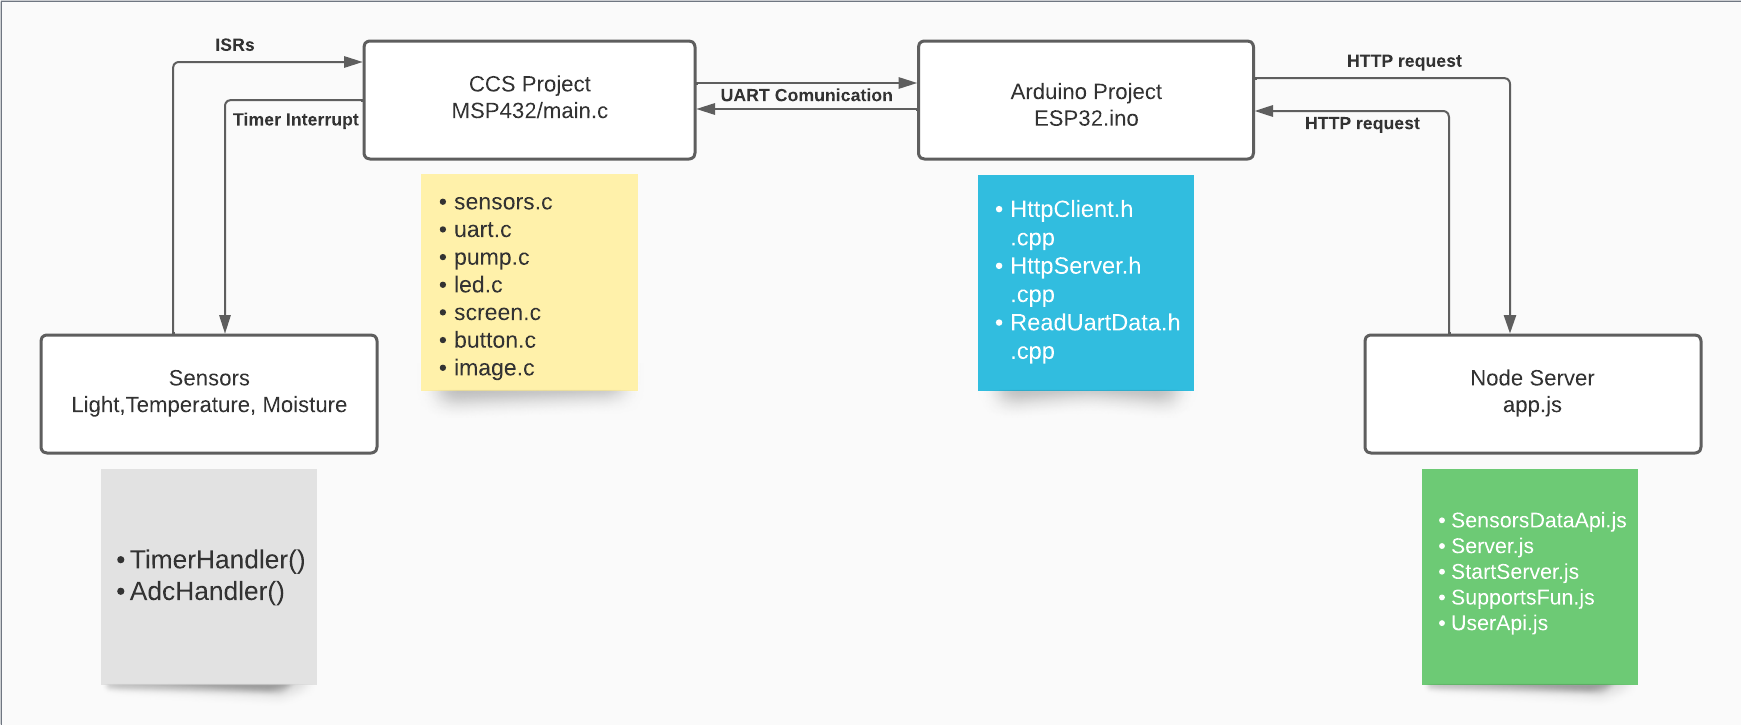 ISRs
Timer Interrupt
CCS Project
MSP432/main.c
UART Comunication
Arduino Project
ESP32.ino
HTTP request
HTTP request
• sensors.c
• uart.c
• pump.c
• led.c
• screen.c
• button.c
• image.c
• HttpClient.h
.cpp
• HttpServer.h
.cpp
• ReadUartData.h
.cpp
Sensors
Light,Temperature, Moisture
Node Server
app.js
• TimerHandler()
• AdcHandler()
• SensorsDataApi.js
• Server.js
• StartServer.js
• SupportsFun.js
• UserApi.js